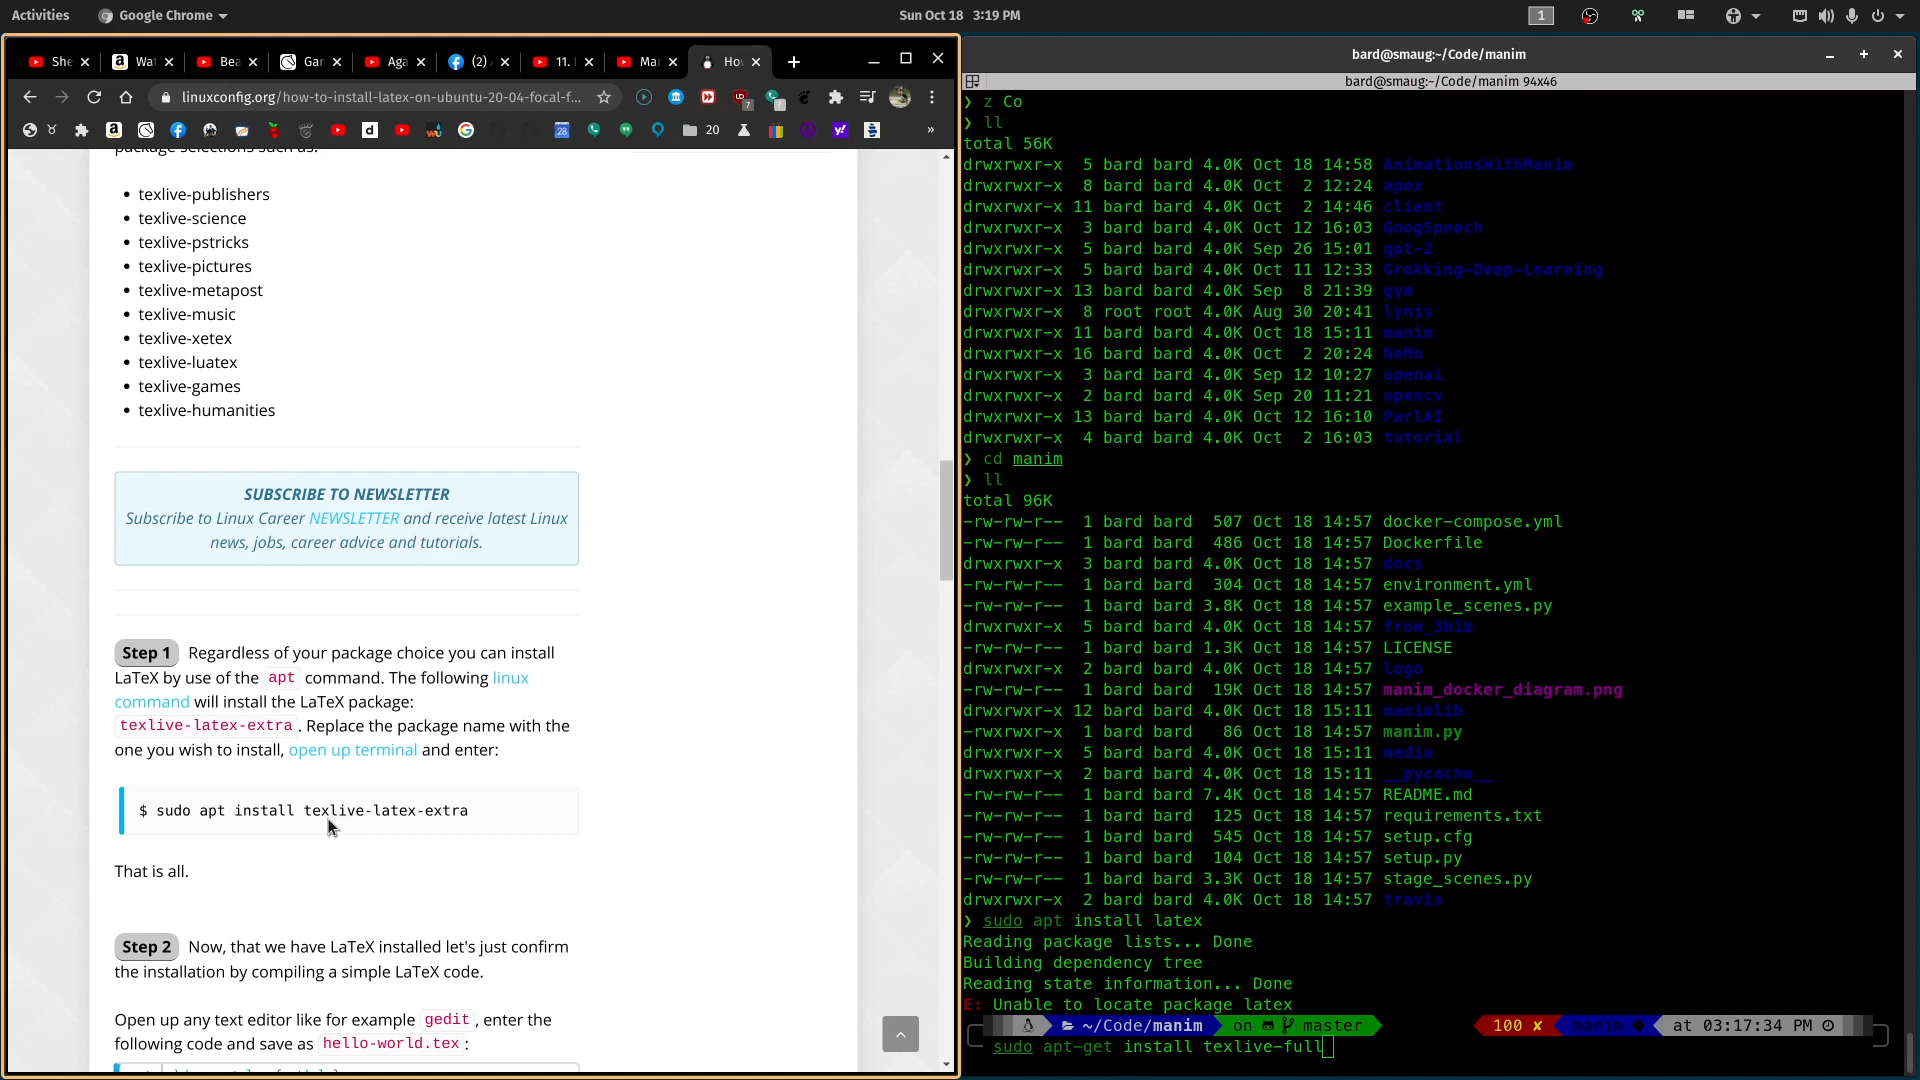 Activities
Google Chrome
Sun Oct 18 3:19 PM
1
She
Wat
Bea
Gar
Aga
(2)
11. I
Mar
Hov
linuxconfig.org/how-to-install-latex-on-ubuntu-20-04-focal-f...
7
?
28
20
»
package selections such as:
• texlive-publishers
• texlive-science
• texlive-pstricks
• texlive-pictures
• texlive-metapost
• texlive-music
• texlive-xetex
• texlive-luatex
• texlive-games
• texlive-humanities
SUBSCRIBE TO NEWSLETTER
Subscribe to Linux Career NEWSLETTER and receive latest Linux
news, jobs, career advice and tutorials.
Step 1 Regardless of your package choice you can install
LaTeX by use of the apt command. The following linux
command will install the LaTeX package:
texlive-latex-extra . Replace the package name with the
one you wish to install, open up terminal and enter:
$ sudo apt install texlive-latex-extra
That is all.
Step 2 Now, that we have LaTeX installed let's just confirm
the installation by compiling a simple LaTeX code.
Open up any text editor like for example gedit , enter the
following code and save as hello-world.tex :
bard@smaug:~/Code/manim
bard@smaug:~/Code/manim 94x46
❯ z Co
❯ ll
total 56K
drwxrwxr-x 5 bard bard 4.0K Oct 18 14:58 AnimationsWithManim
drwxrwxr-x 8 bard bard 4.0K Oct 2 12:24 apex
drwxrwxr-x 11 bard bard 4.0K Oct 2 14:46 client
drwxrwxr-x 3 bard bard 4.0K Oct 12 16:03 GoogSpeech
drwxrwxr-x 5 bard bard 4.0K Sep 26 15:01 gpt-2
drwxrwxr-x 5 bard bard 4.0K Oct 11 12:33 Grokking-Deep-Learning
drwxrwxr-x 13 bard bard 4.0K Sep 8 21:39 gym
drwxrwxr-x 8 root root 4.0K Aug 30 20:41 lynis
drwxrwxr-x 11 bard bard 4.0K Oct 18 15:11 manim
drwxrwxr-x 16 bard bard 4.0K Oct 2 20:24 NeMo
drwxrwxr-x 3 bard bard 4.0K Sep 12 10:27 openai
drwxrwxr-x 2 bard bard 4.0K Sep 20 11:21 opencv
drwxrwxr-x 13 bard bard 4.0K Oct 12 16:10 ParlAI
drwxrwxr-x 4 bard bard 4.0K Oct 2 16:03 tutorial
❯ cd manim
❯ ll
total 96K
-rw-rw-r-- 1 bard bard 507 Oct 18 14:57 docker-compose.yml
-rw-rw-r-- 1 bard bard 486 Oct 18 14:57 Dockerfile
drwxrwxr-x 3 bard bard 4.0K Oct 18 14:57 docs
-rw-rw-r-- 1 bard bard 304 Oct 18 14:57 environment.yml
-rw-rw-r-- 1 bard bard 3.8K Oct 18 14:57 example_scenes.py
drwxrwxr-x 5 bard bard 4.0K Oct 18 14:57 from_3b1b
-rw-rw-r-- 1 bard bard 1.3K Oct 18 14:57 LICENSE
drwxrwxr-x 2 bard bard 4.0K Oct 18 14:57 logo
-rw-rw-r-- 1 bard bard 19K Oct 18 14:57 manim_docker_diagram.png
drwxrwxr-x 12 bard bard 4.0K Oct 18 15:11 manimlib
-rwxrwxr-x 1 bard bard 86 Oct 18 14:57 manim.py
drwxrwxr-x 5 bard bard 4.0K Oct 18 15:11 media
drwxrwxr-x 2 bard bard 4.0K Oct 18 15:11 __pycache__
-rw-rw-r-- 1 bard bard 7.4K Oct 18 14:57 README.md
-rw-rw-r-- 1 bard bard 125 Oct 18 14:57 requirements.txt
-rw-rw-r-- 1 bard bard 545 Oct 18 14:57 setup.cfg
-rw-rw-r-- 1 bard bard 104 Oct 18 14:57 setup.py
-rw-rw-r-- 1 bard bard 3.3K Oct 18 14:57 stage_scenes.py
drwxrwxr-x 2 bard bard 4.0K Oct 18 14:57 travis
❯ sudo apt install latex
Reading package lists... Done
Building dependency tree
Reading state information... Done
E: Unable to locate package latex
~/Code/manim on master 100 ✘ manim at 03:17:34 PM
sudo apt-get install texlive-full